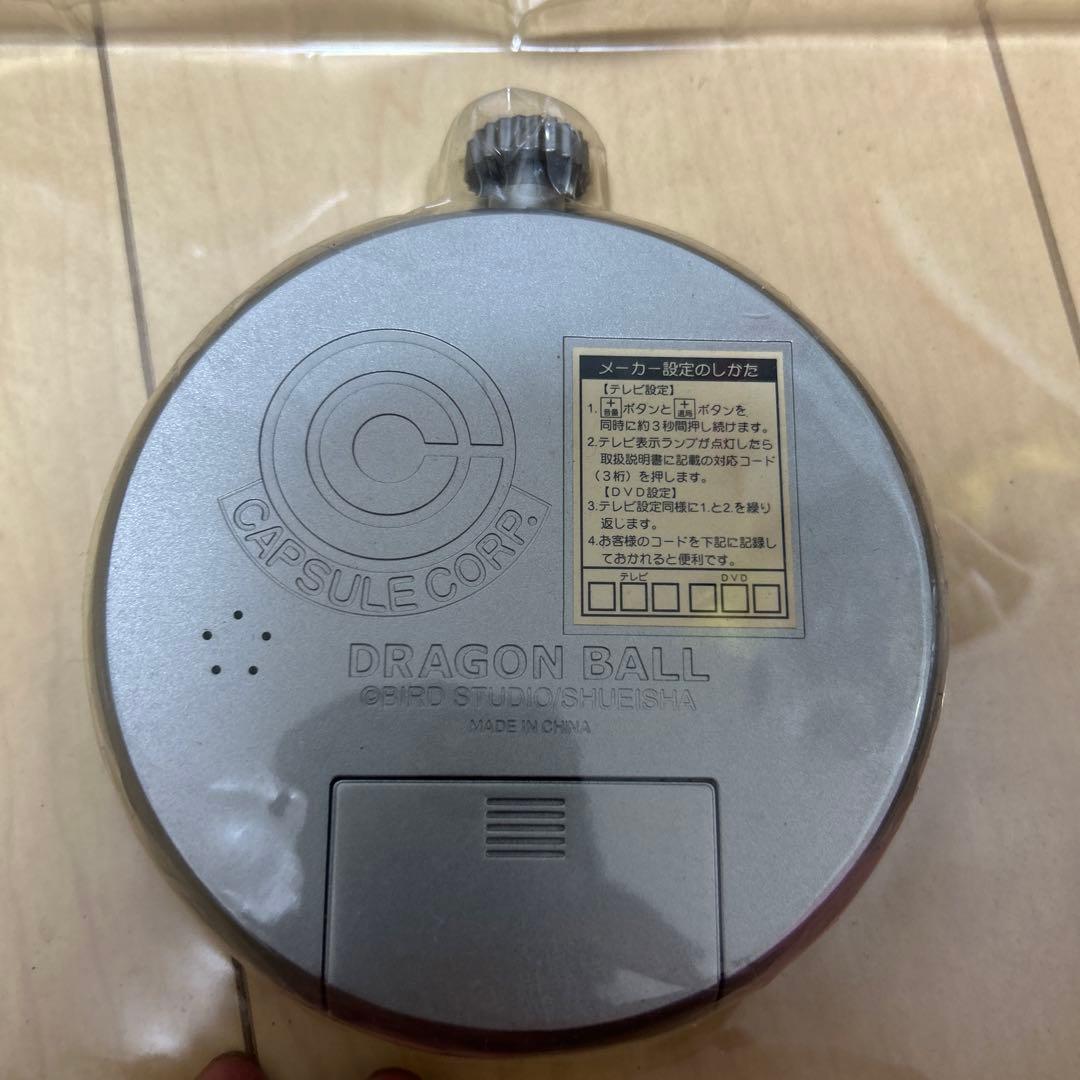 CAPSULE CORP.
メーカー設定のしかた
【テレビ設定】
1. + 音量 ボタンと + 選局 ボタンを
同時に約3秒間押し続けます。
2.テレビ表示ランプが点灯したら
取扱説明書に記載の対応コード
(3桁)を押します。
【DVD設定】
3.テレビ設定同様に1.と2.を繰り
返します。
4.お客様のコードを下記に記録し
ておかれると便利です。
テレビ DVD
DRAGON BALL
©BIRD STUDIO/SHUEISHA
MADE IN CHINA